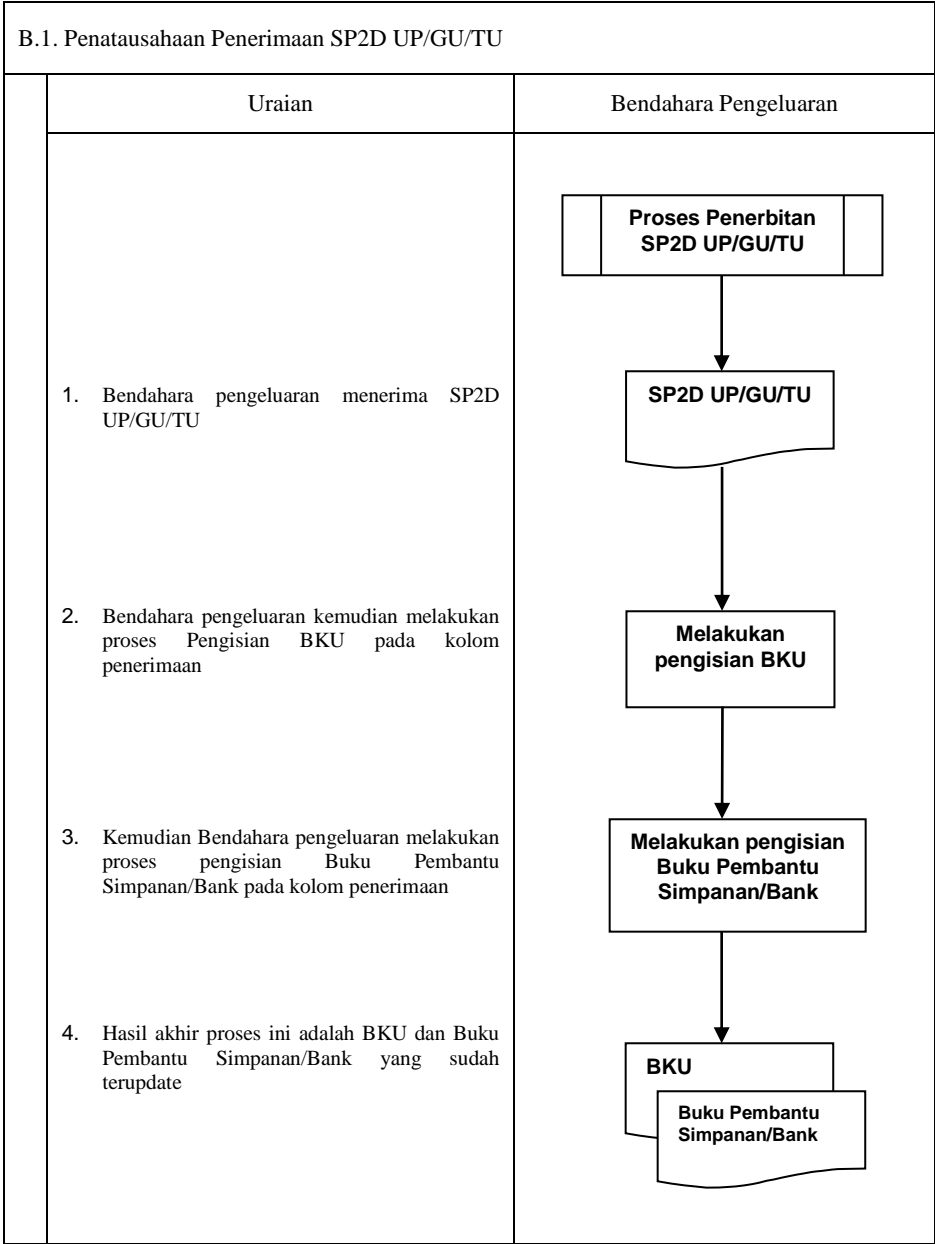 B.1. Penatausahaan Penerimaan SP2D UP/GU/TU
Uraian
Bendahara Pengeluaran
Proses Penerbitan
SP2D UP/GU/TU
1. Bendahara pengeluaran menerima SP2D
UP/GU/TU
SP2D UP/GU/TU
2. Bendahara pengeluaran kemudian melakukan
proses Pengisian BKU pada kolom
penerimaan
Melakukan
pengisian BKU
3. Kemudian Bendahara pengeluaran melakukan
proses pengisian Buku Pembantu
Simpanan/Bank pada kolom penerimaan
Melakukan pengisian
Buku Pembantu
Simpanan/Bank
4. Hasil akhir proses ini adalah BKU dan Buku
Pembantu Simpanan/Bank yang sudah
terupdate
BKU
Buku Pembantu
Simpanan/Bank